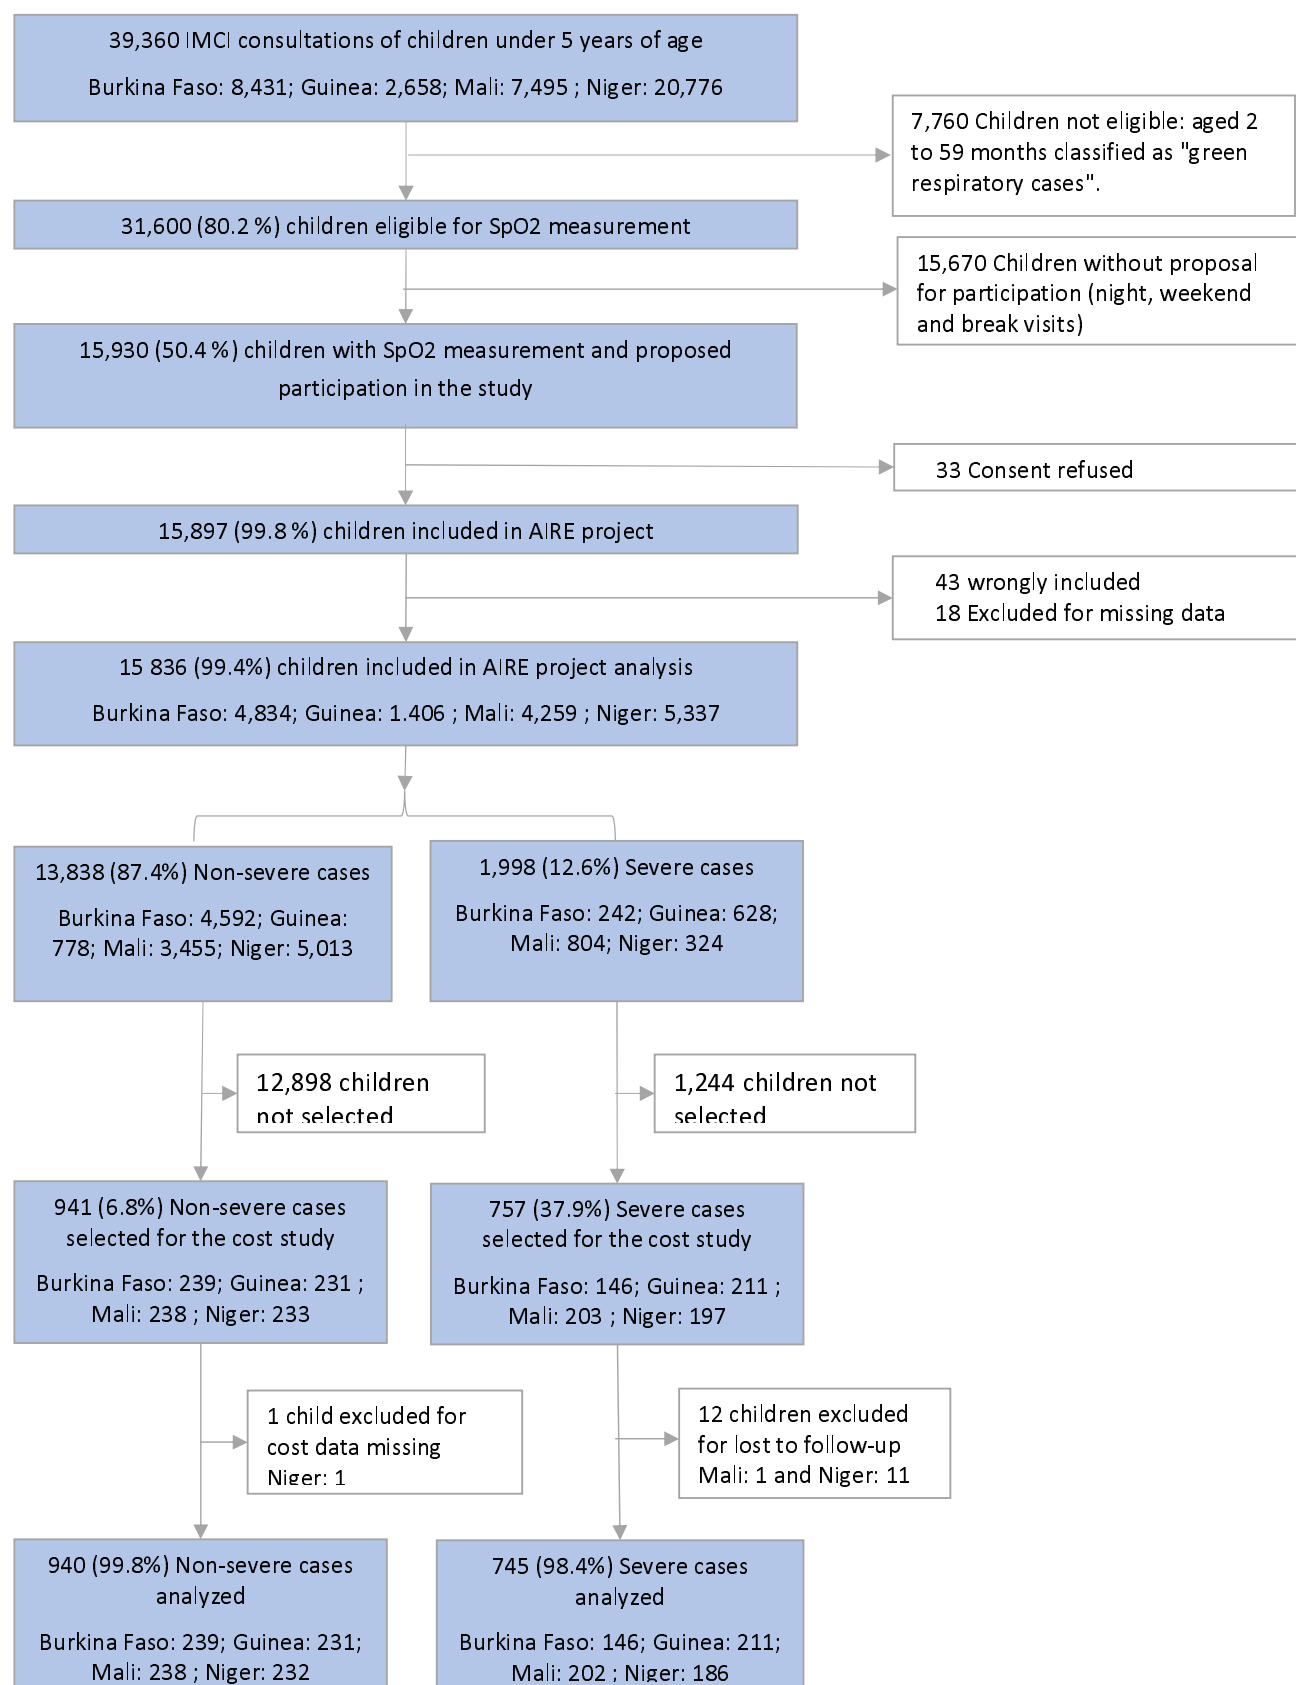 39,360 IMCI consultations of children under 5 years of age
Burkina Faso: 8,431; Guinea: 2,658; Mali: 7,495 ; Niger: 20,776
7,760 Children not eligible: aged 2
to 59 months classified as "green
respiratory cases".
31,600 (80.2 %) children eligible for SpO2 measurement
15,670 Children without proposal
for participation (night, weekend
and break visits)
15,930 (50.4 %) children with SpO2 measurement and proposed
participation in the study
33 Consent refused
15,897 (99.8 %) children included in AIRE project
43 wrongly included
18 Excluded for missing data
15 836 (99.4%) children included in AIRE project analysis
Burkina Faso: 4,834; Guinea: 1.406 ; Mali: 4,259 ; Niger: 5,337
13,838 (87.4%) Non-severe cases
Burkina Faso: 4,592; Guinea:
778; Mali: 3,455; Niger: 5,013
1,998 (12.6%) Severe cases
Burkina Faso: 242; Guinea: 628;
Mali: 804; Niger: 324
12,898 children
not selected
1,244 children not
selected
941 (6.8%) Non-severe cases
selected for the cost study
Burkina Faso: 239; Guinea: 231 ;
Mali: 238 ; Niger: 233
757 (37.9%) Severe cases
selected for the cost study
Burkina Faso: 146; Guinea: 211 ;
Mali: 203 ; Niger: 197
1 child excluded for
cost data missing
Niger: 1
12 children excluded
for lost to follow-up
Mali: 1 and Niger: 11
940 (99.8%) Non-severe cases
analyzed
Burkina Faso: 239; Guinea: 231;
Mali: 238 ; Niger: 232
745 (98.4%) Severe cases
analyzed
Burkina Faso: 146; Guinea: 211;
Mali: 202 ; Niger: 186